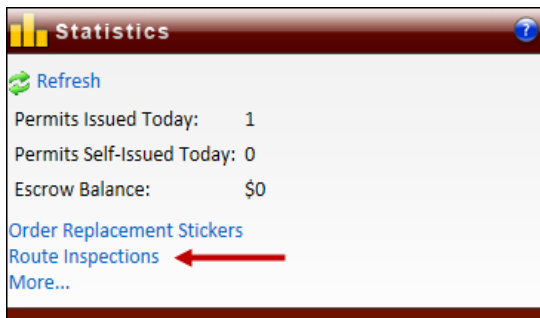 Statistics ?
Refresh
Permits Issued Today: 1
Permits Self-Issued Today: 0
Escrow Balance: $0
Order Replacement Stickers
Route Inspections
More...